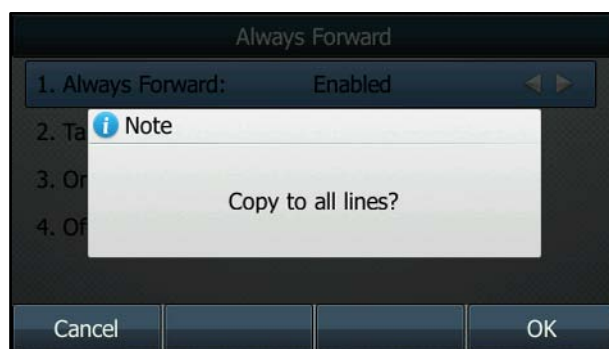 Always Forward
1. Always Forward: Enabled
2. Ta
Note
3. Or
Copy to all lines?
4. Of
Cancel OK